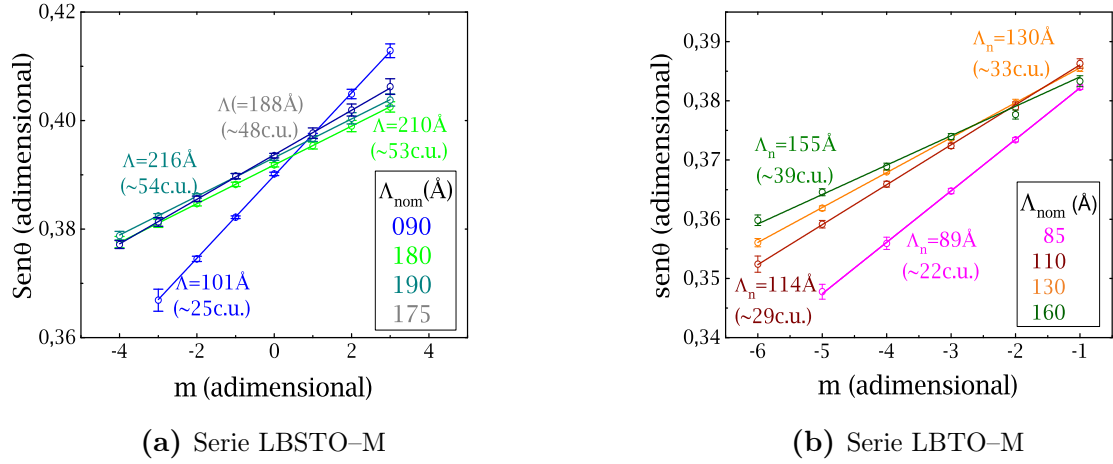 0,42
0,40
0,38
0,36
Senθ (adimensional)
Λ(=188Å)
(~48c.u.)
Λ=210Å
(~53c.u.)
Λ=216Å
(~54c.u.)
Λ=101Å
(~25c.u.)
Λnom(Å)
090
180
190
175
-4 -2 0 2 4
m (adimensional)
(a) Serie LBSTO–M
0,39
0,38
0,37
0,36
0,35
0,34
senθ (adimensional)
Λn=130Å
(~33c.u.)
Λn=155Å
(~39c.u.)
Λn=89Å
(~22c.u.)
Λn=114Å
(~29c.u.)
Λnom (Å)
85
110
130
160
-6 -5 -4 -3 -2 -1
m (adimensional)
(b) Serie LBTO–M